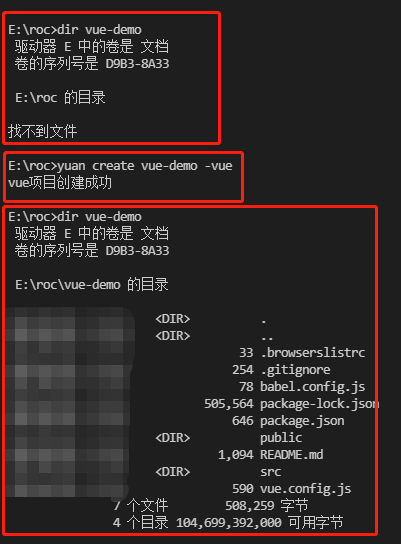 E:\roc>dir vue-demo
驱动器 E 中的卷是 文档
卷的序列号是 D9B3-8A33
E:\roc 的目录
找不到文件
E:\roc>yuan create vue-demo -vue
vue项目创建成功
E:\roc>dir vue-demo
驱动器 E 中的卷是 文档
卷的序列号是 D9B3-8A33
E:\roc\vue-demo 的目录
<DIR> .
<DIR> ..
33 .browserslistrc
254 .gitignore
78 babel.config.js
505,564 package-lock.json
646 package.json
<DIR> public
1,094 README.md
<DIR> src
590 vue.config.js
7 个文件 508,259 字节
4 个目录 104,699,392,000 可用字节